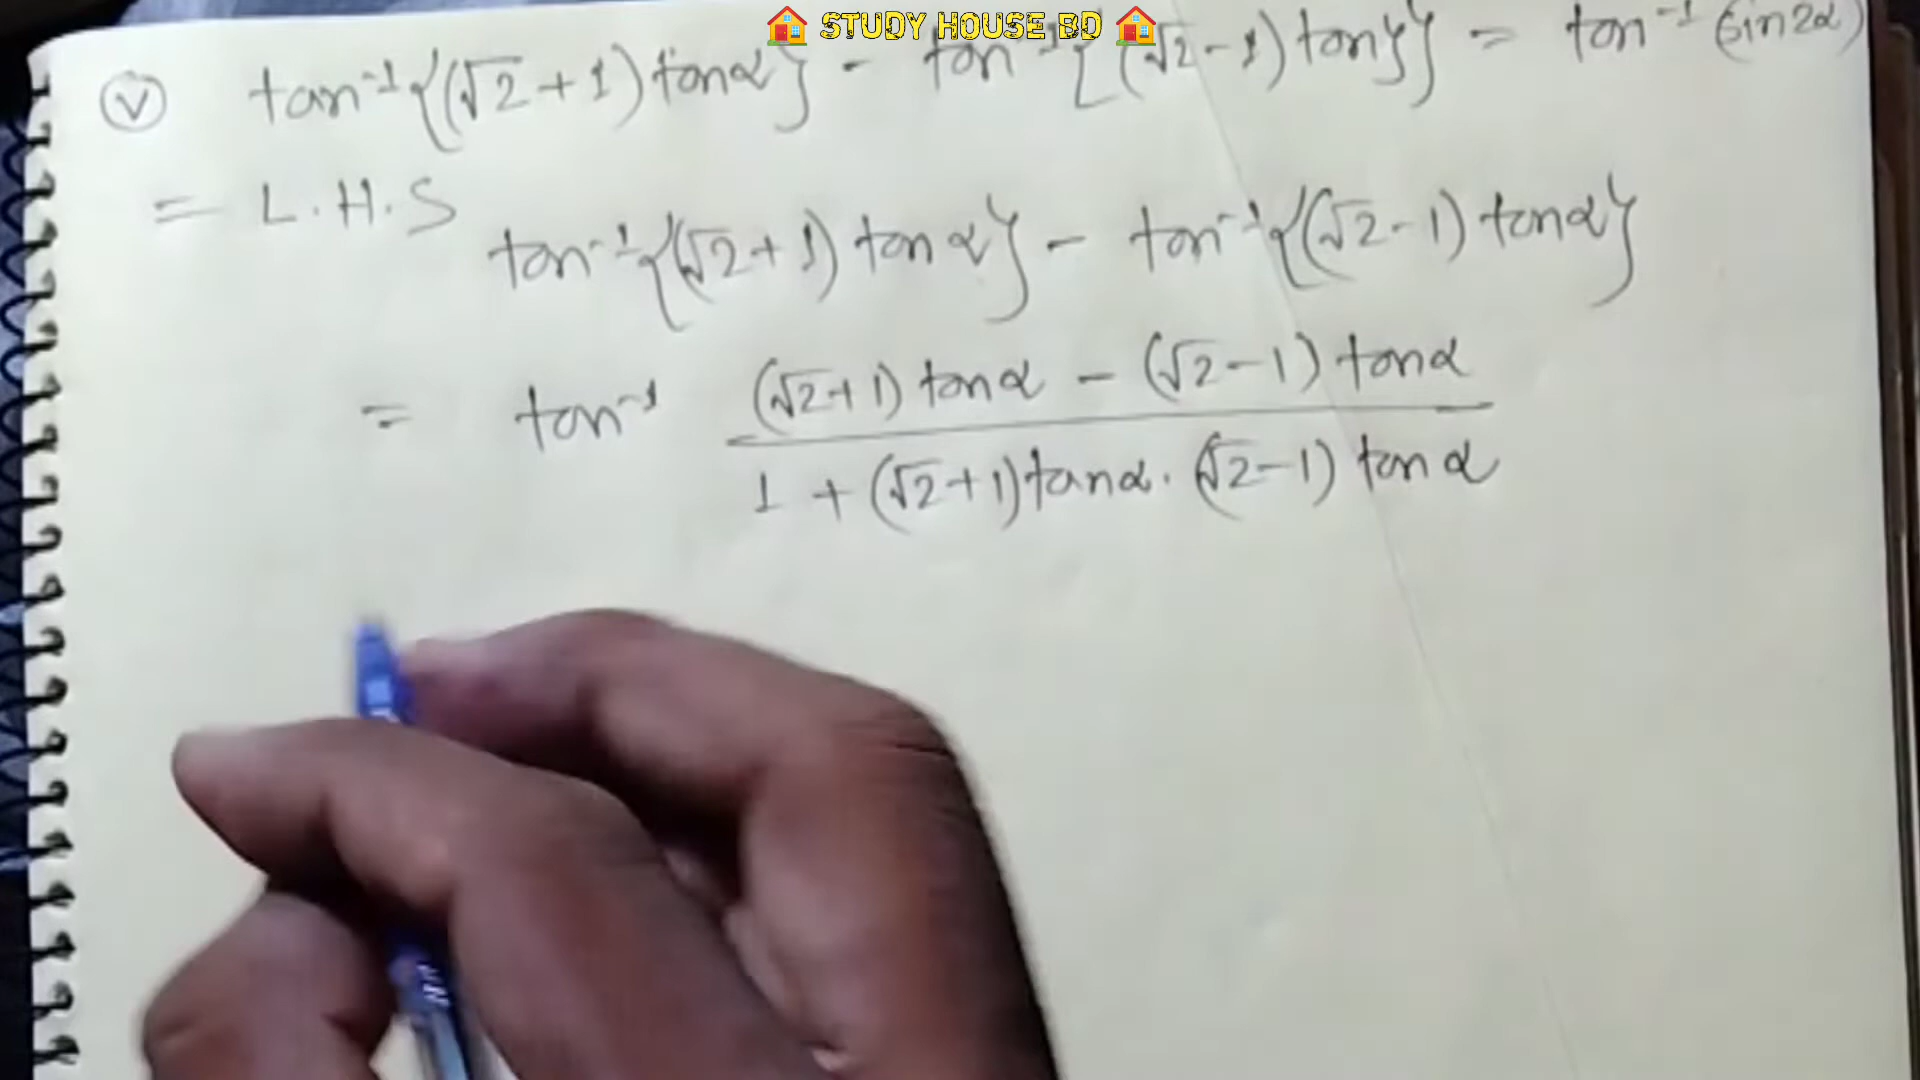 🏠 STUDY HOUSE BD 🏠
(v) tan⁻¹{(√2+1)tanα} - tan⁻¹{(√2-1)tan}} = tan⁻¹(sin2α)
= L.H.S
tan⁻¹{(√2+1)tanα} - tan⁻¹{(√2-1)tanα}
= tan⁻¹ (√2+1)tanα - (√2-1)tanα
1 + (√2+1)tanα.(√2-1)tanα